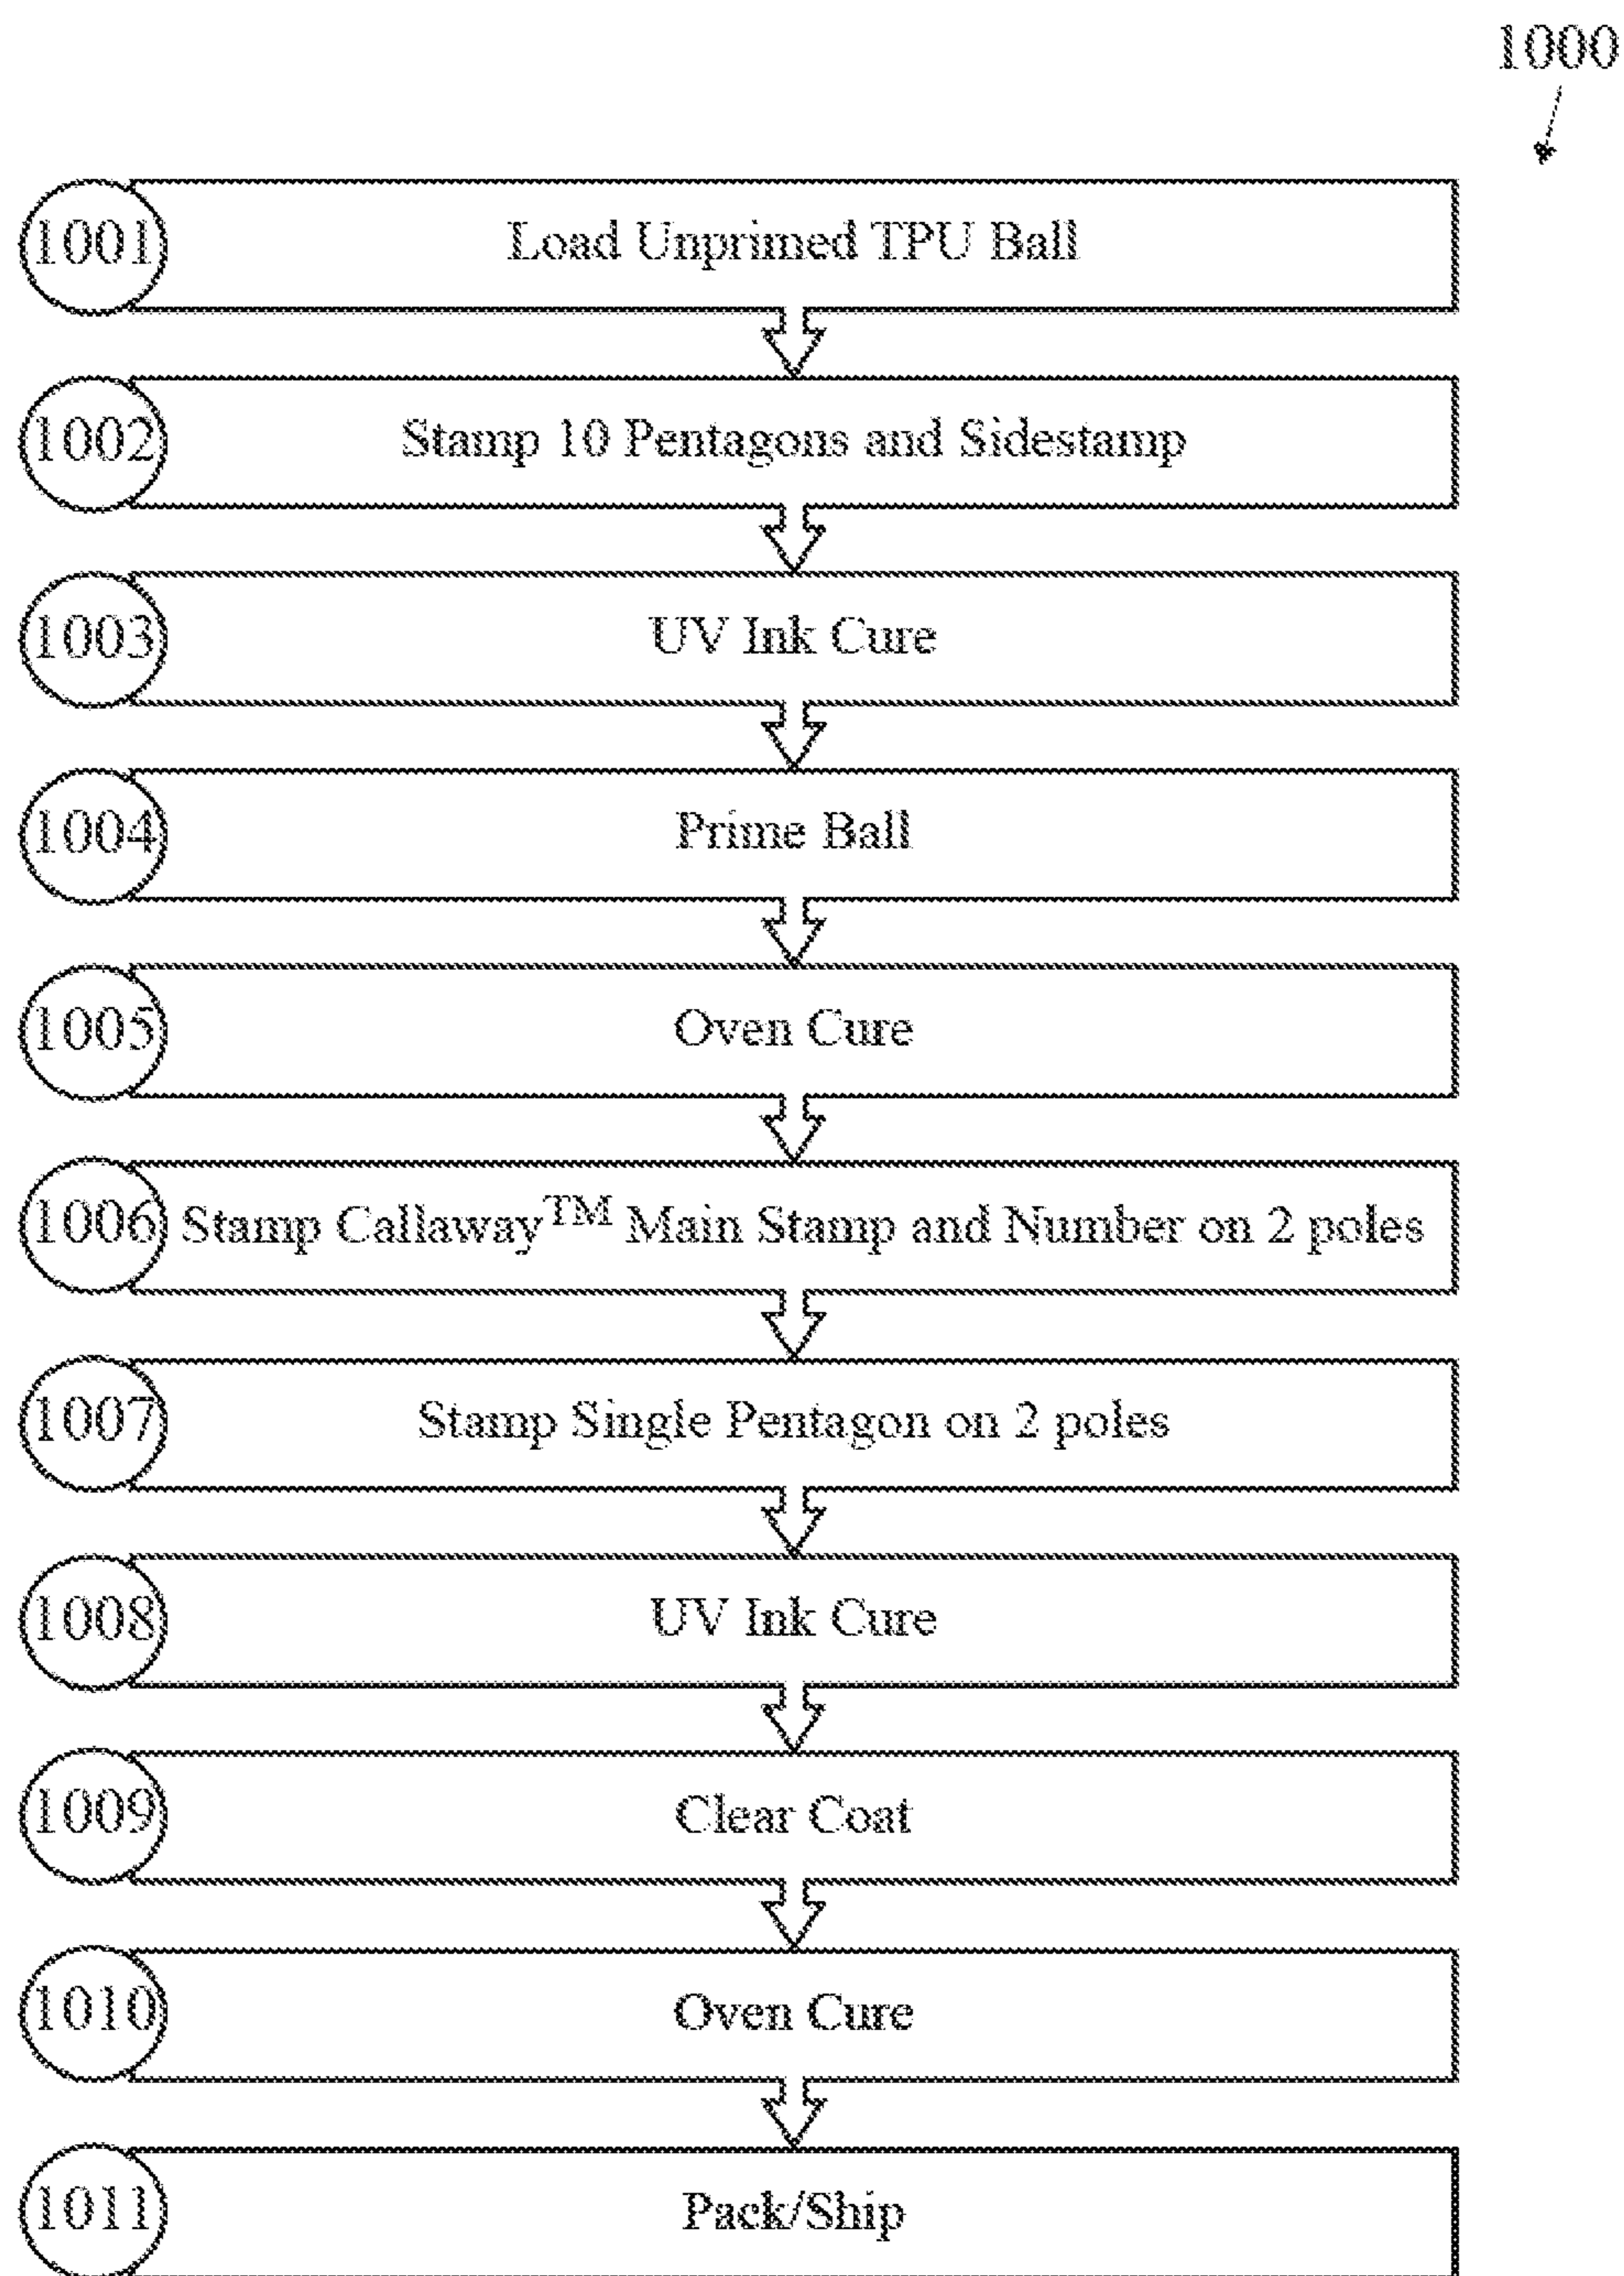 1000
1001 Load Unprimed TPU Ball
1002 Stamp 10 Pentagons and Sidestamp
1003 UV Ink Cure
1004 Prime Ball
1005 Oven Cure
1006 Stamp Callaway™ Main Stamp and Number on 2 poles
1007 Stamp Single Pentagon on 2 poles
1008 UV Ink Cure
1009 Clear Coat
1010 Oven Cure
1011 Pack/Ship